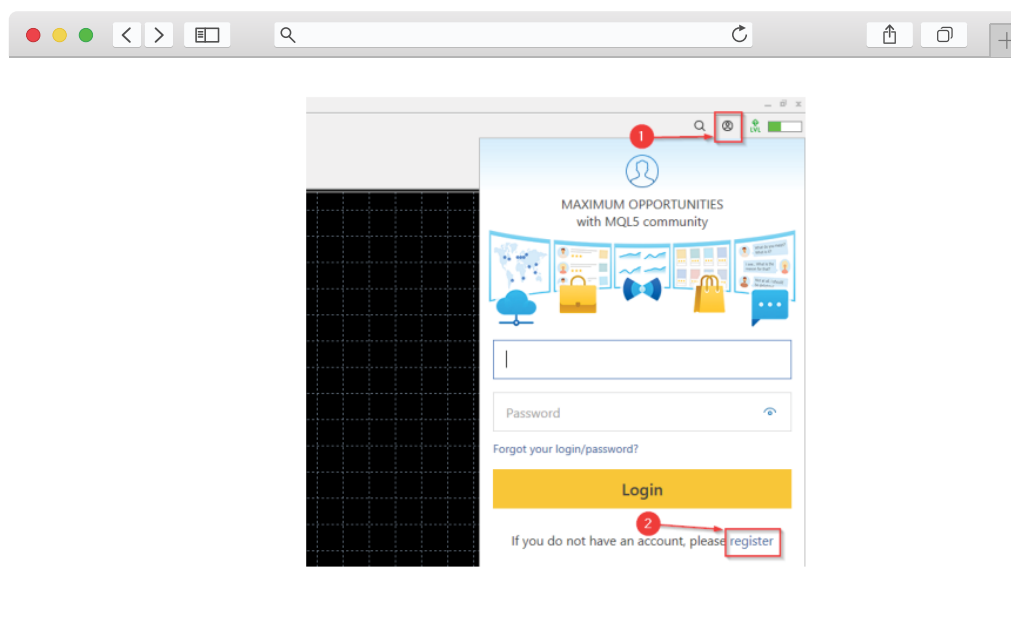 1
LVL
MAXIMUM OPPORTUNITIES
with MQL5 community
Password
Forgot your login/password?
Login
2
If you do not have an account, please register